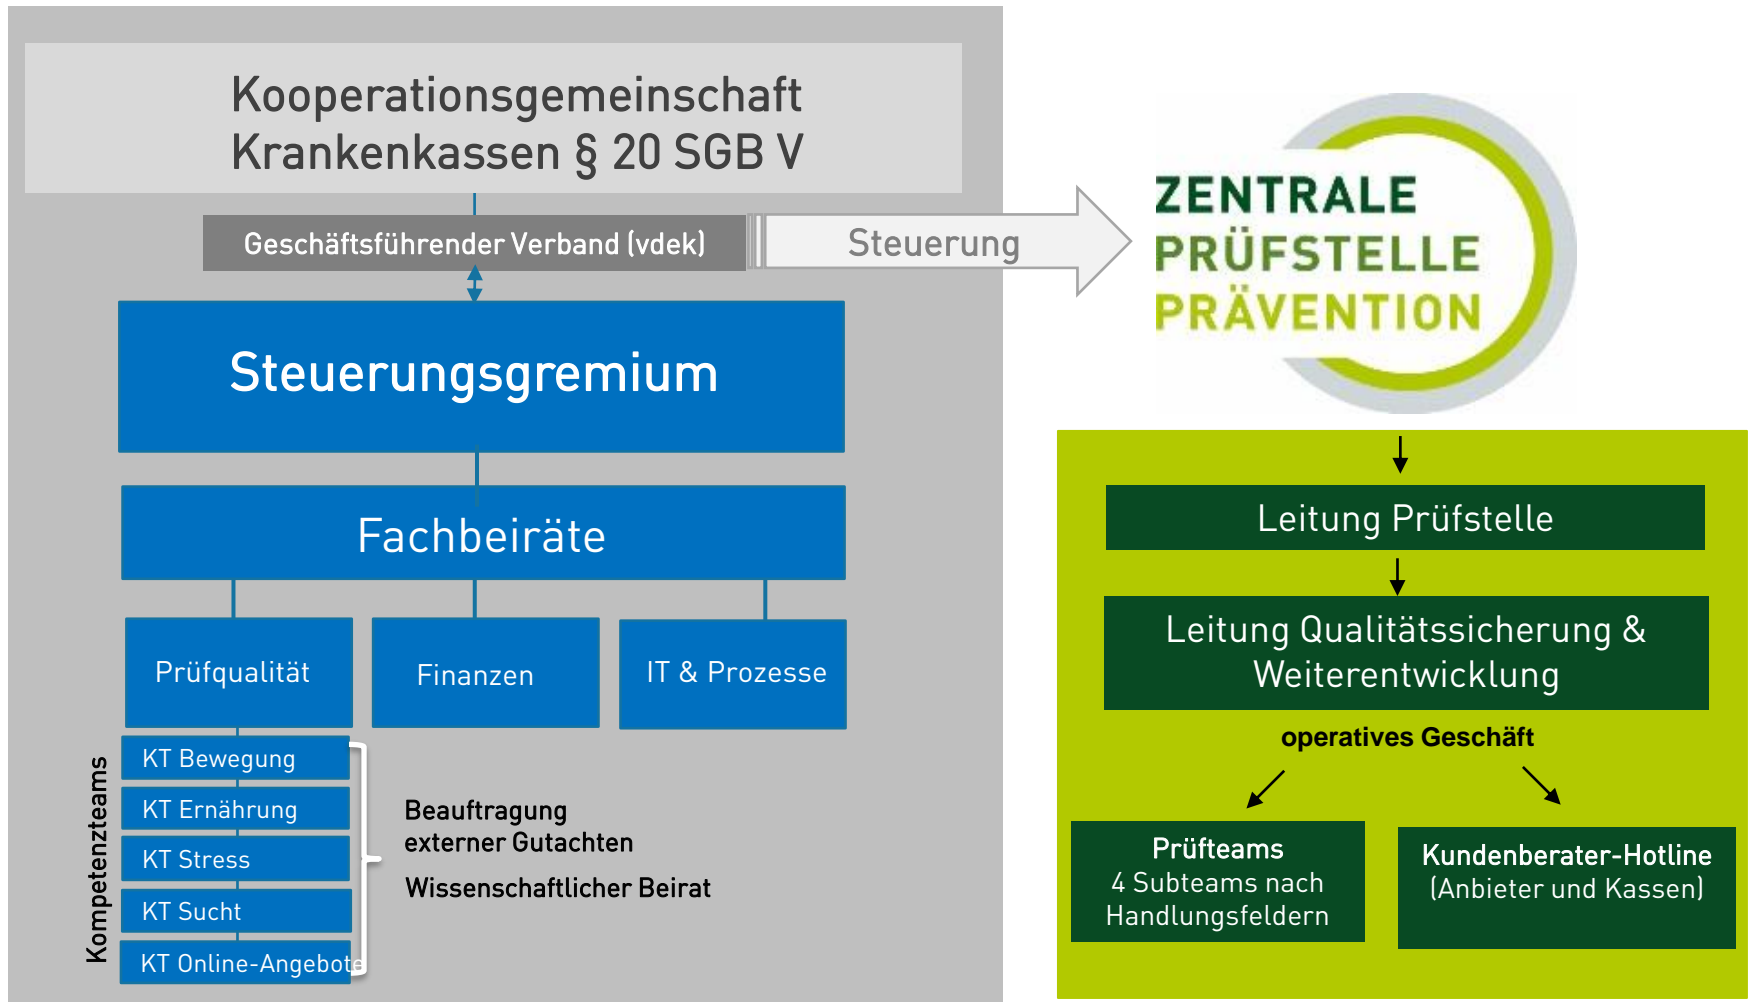 Kooperationsgemeinschaft
Krankenkassen § 20 SGB V
Geschäftsführender Verband (vdek)
Steuerung
Steuerungsgremium
Fachbeiräte
Prüfqualität
Finanzen
IT & Prozesse
Kompetenzteams
KT Bewegung
KT Ernährung
KT Stress
KT Sucht
KT Online-Angebote
Beauftragung
externer Gutachten
Wissenschaftlicher Beirat
ZENTRALE
PRÜFSTELLE
PRÄVENTION
Leitung Prüfstelle
Leitung Qualitätssicherung &
Weiterentwicklung
operatives Geschäft
Prüfteams
4 Subteams nach
Handlungsfeldern
Kundenberater-Hotline
(Anbieter und Kassen)